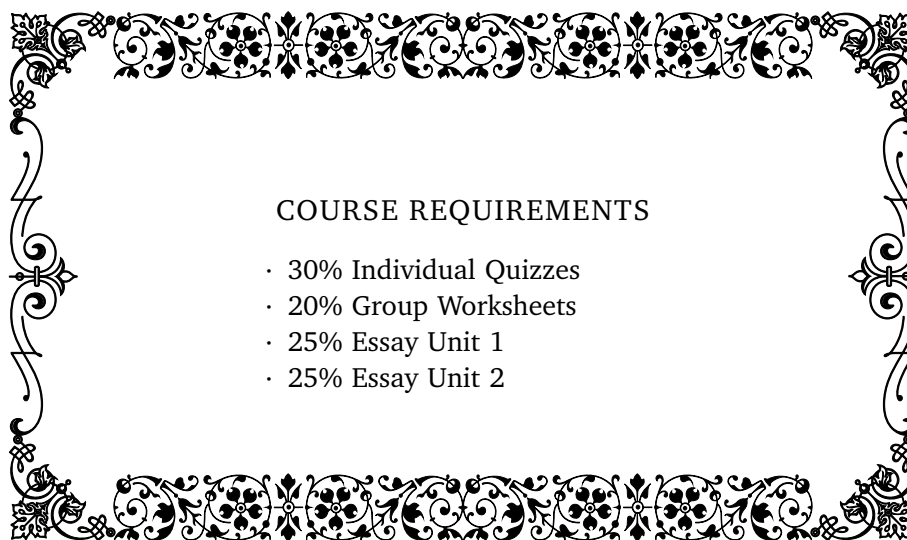 COURSE REQUIREMENTS
· 30% Individual Quizzes
· 20% Group Worksheets
· 25% Essay Unit 1
· 25% Essay Unit 2